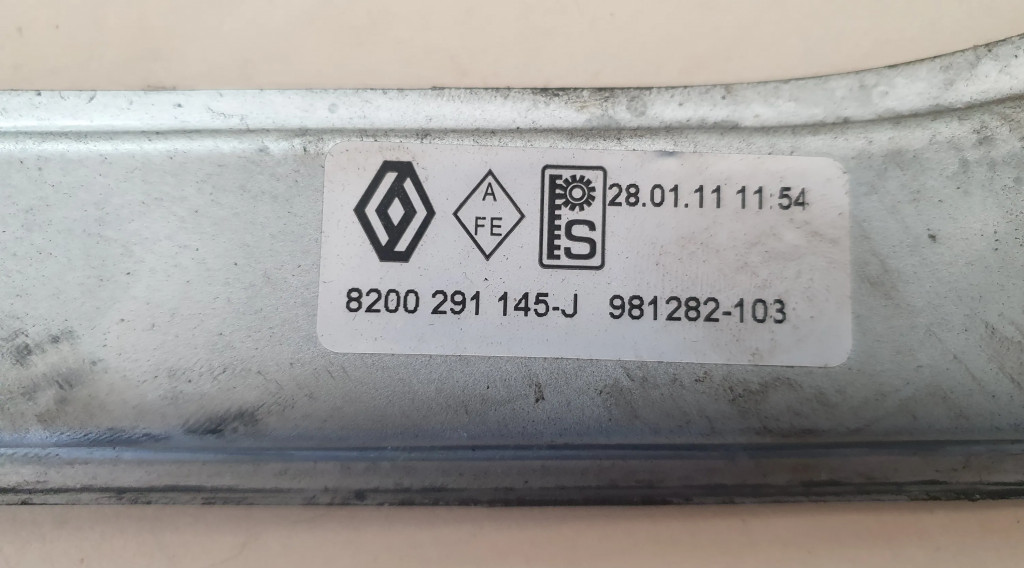 A
FE
S 28.01.11 11:54
8200 291 145-J 981282-103